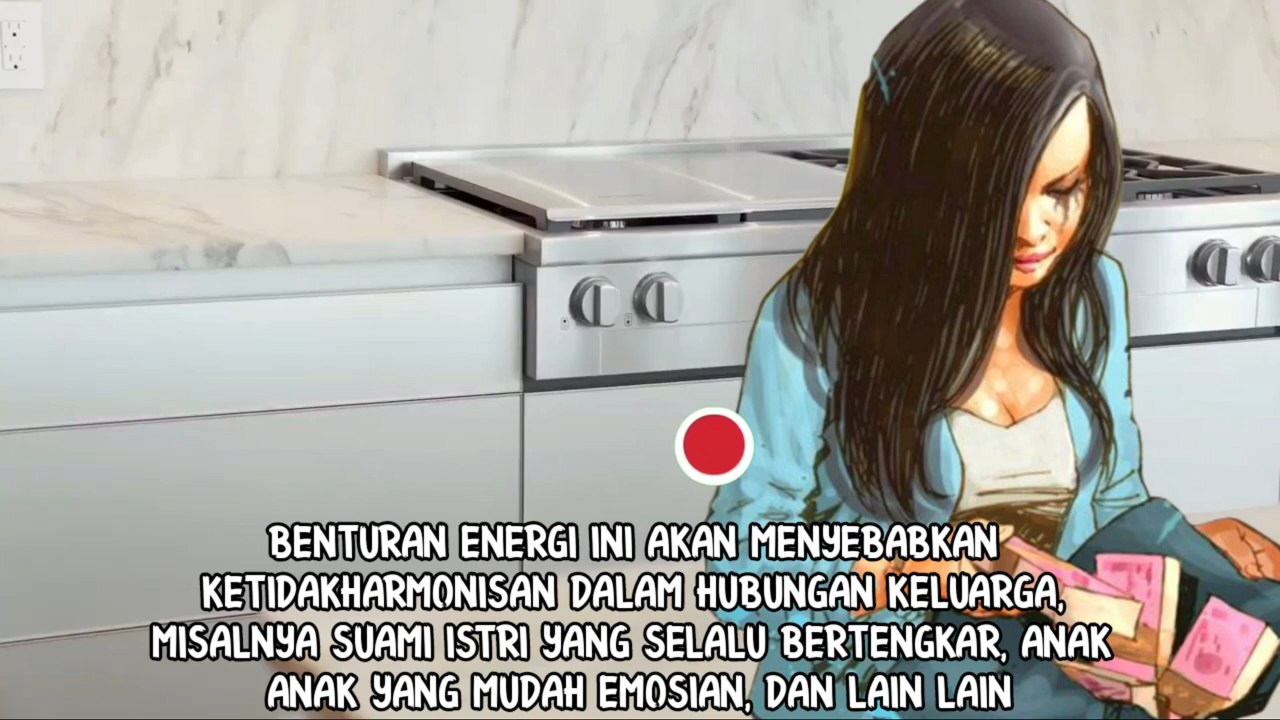 BENTURAN ENERGI INI AKAN MENYEBABKAN
KETIDAKHARMONISAN DALAM HUBUNGAN KELUARGA,
MISALNYA SUAMI ISTRI YANG SELALU BERTENGKAR, ANAK
ANAK YANG MUDAH EMOSIAN, DAN LAIN LAIN